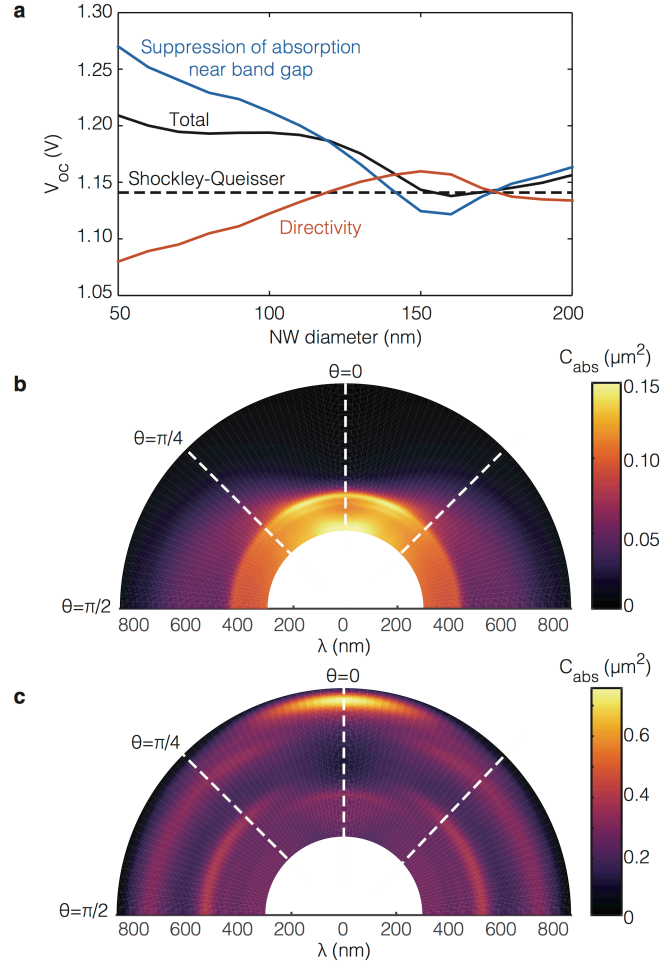 a
1.30
1.25
1.20
1.15
1.10
1.05
V_oc (V)
Suppression of absorption
near band gap
Total
Shockley-Queisser
Directivity
50
100
150
200
NW diameter (nm)
b
θ=0
θ=π/4
θ=π/2
800 600 400 200 0 200 400 600 800
λ (nm)
C_abs (μm²)
0.15
0.10
0.05
0
c
θ=0
θ=π/4
θ=π/2
800 600 400 200 0 200 400 600 800
λ (nm)
C_abs (μm²)
0.6
0.4
0.2
0